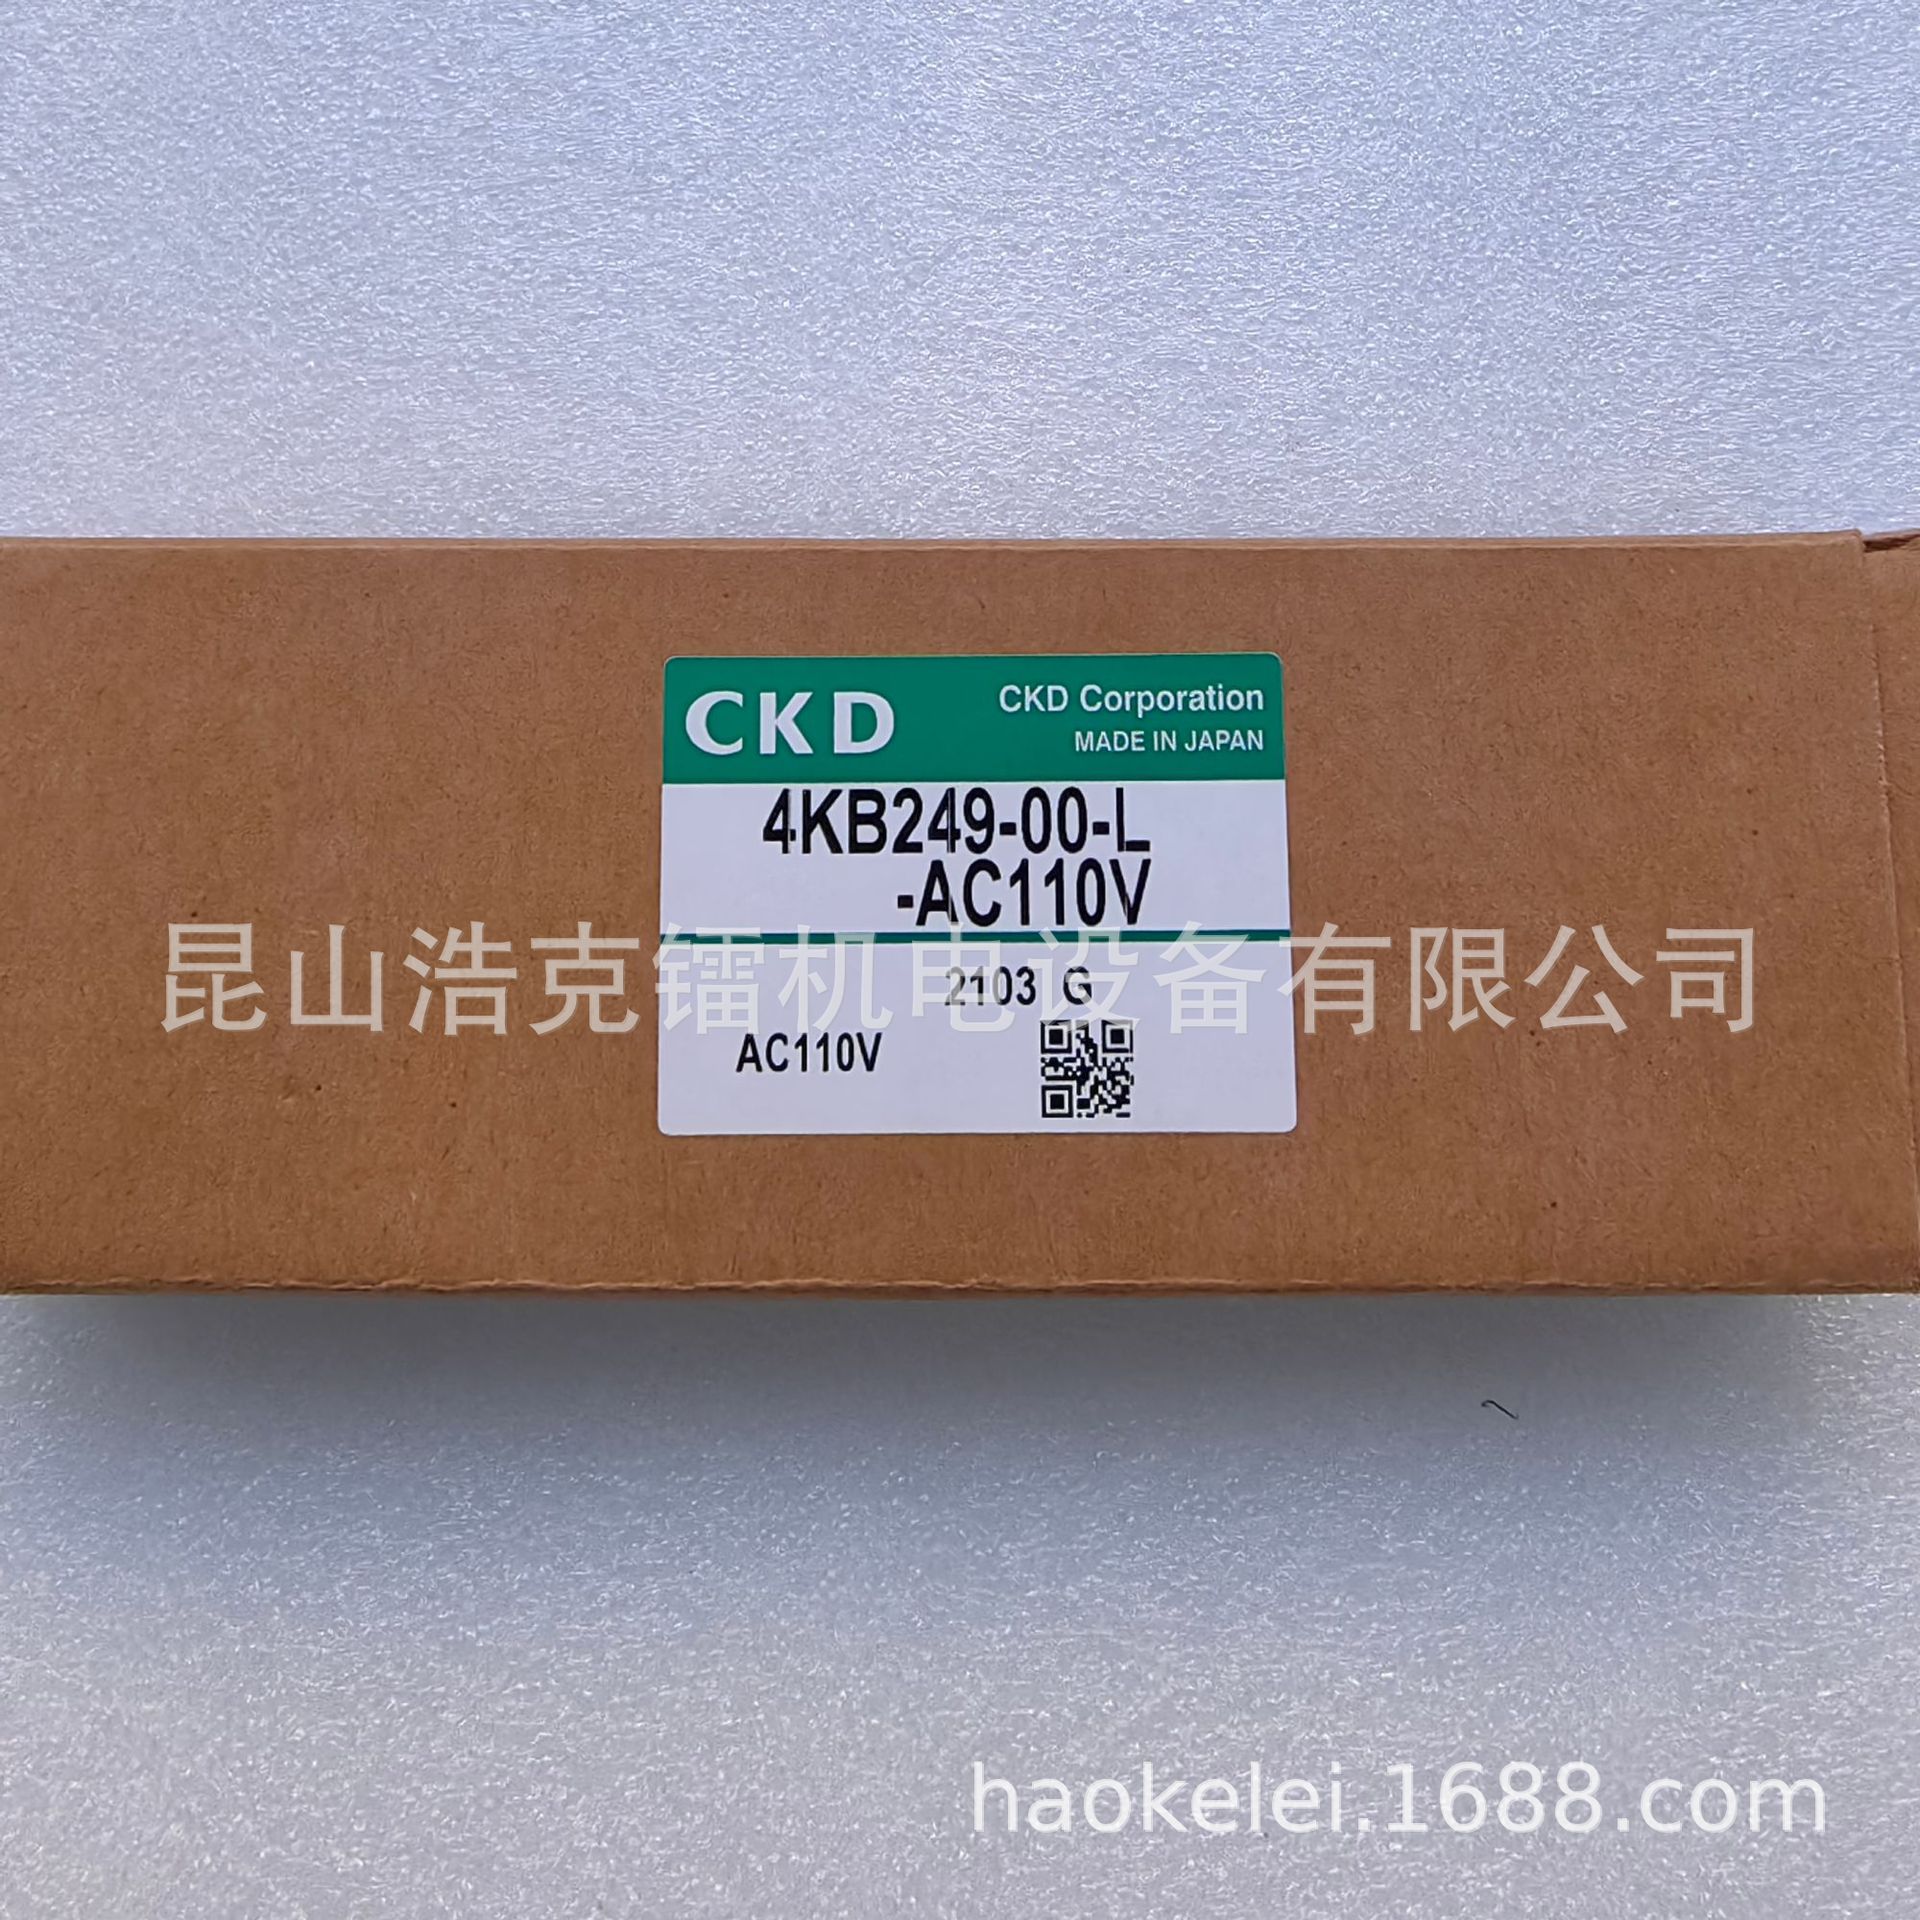 CKD
CKD Corporation
MADE IN JAPAN
4KB249-00-L
-AC110V
昆山浩克镭机电设备有限公司
2103 G
AC110V
haokelei.1688.com